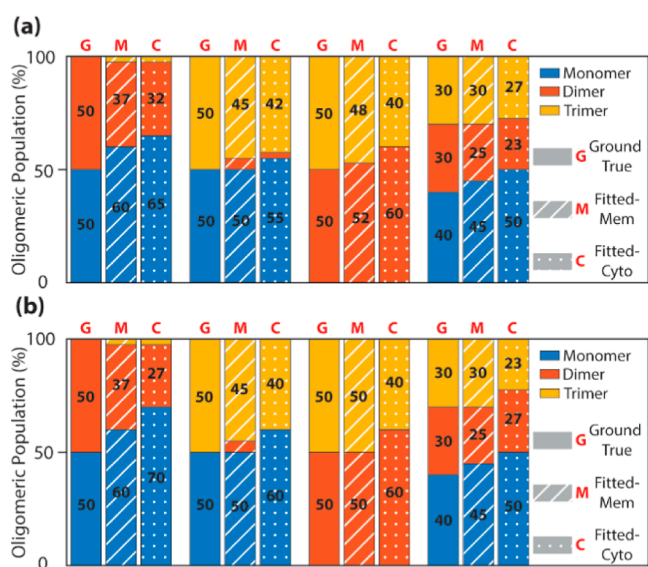 (a)
G M C G M C G M C G M C
100
50
0
Oligomeric Population (%)
50 37 32 50 45 42 50 48 40 30 30 27
30 25 23
50 60 65 50 50 55 50 52 60 40 45 50
Monomer
Dimer
Trimer
G Ground
True
M Fitted-
Mem
C Fitted-
Cyto
(b)
G M C G M C G M C G M C
100
50
0
Oligomeric Population (%)
50 37 27 50 45 40 50 50 40 30 30 23
30 25 27
50 60 70 50 50 60 50 50 60 40 45 50
Monomer
Dimer
Trimer
G Ground
True
M Fitted-
Mem
C Fitted-
Cyto